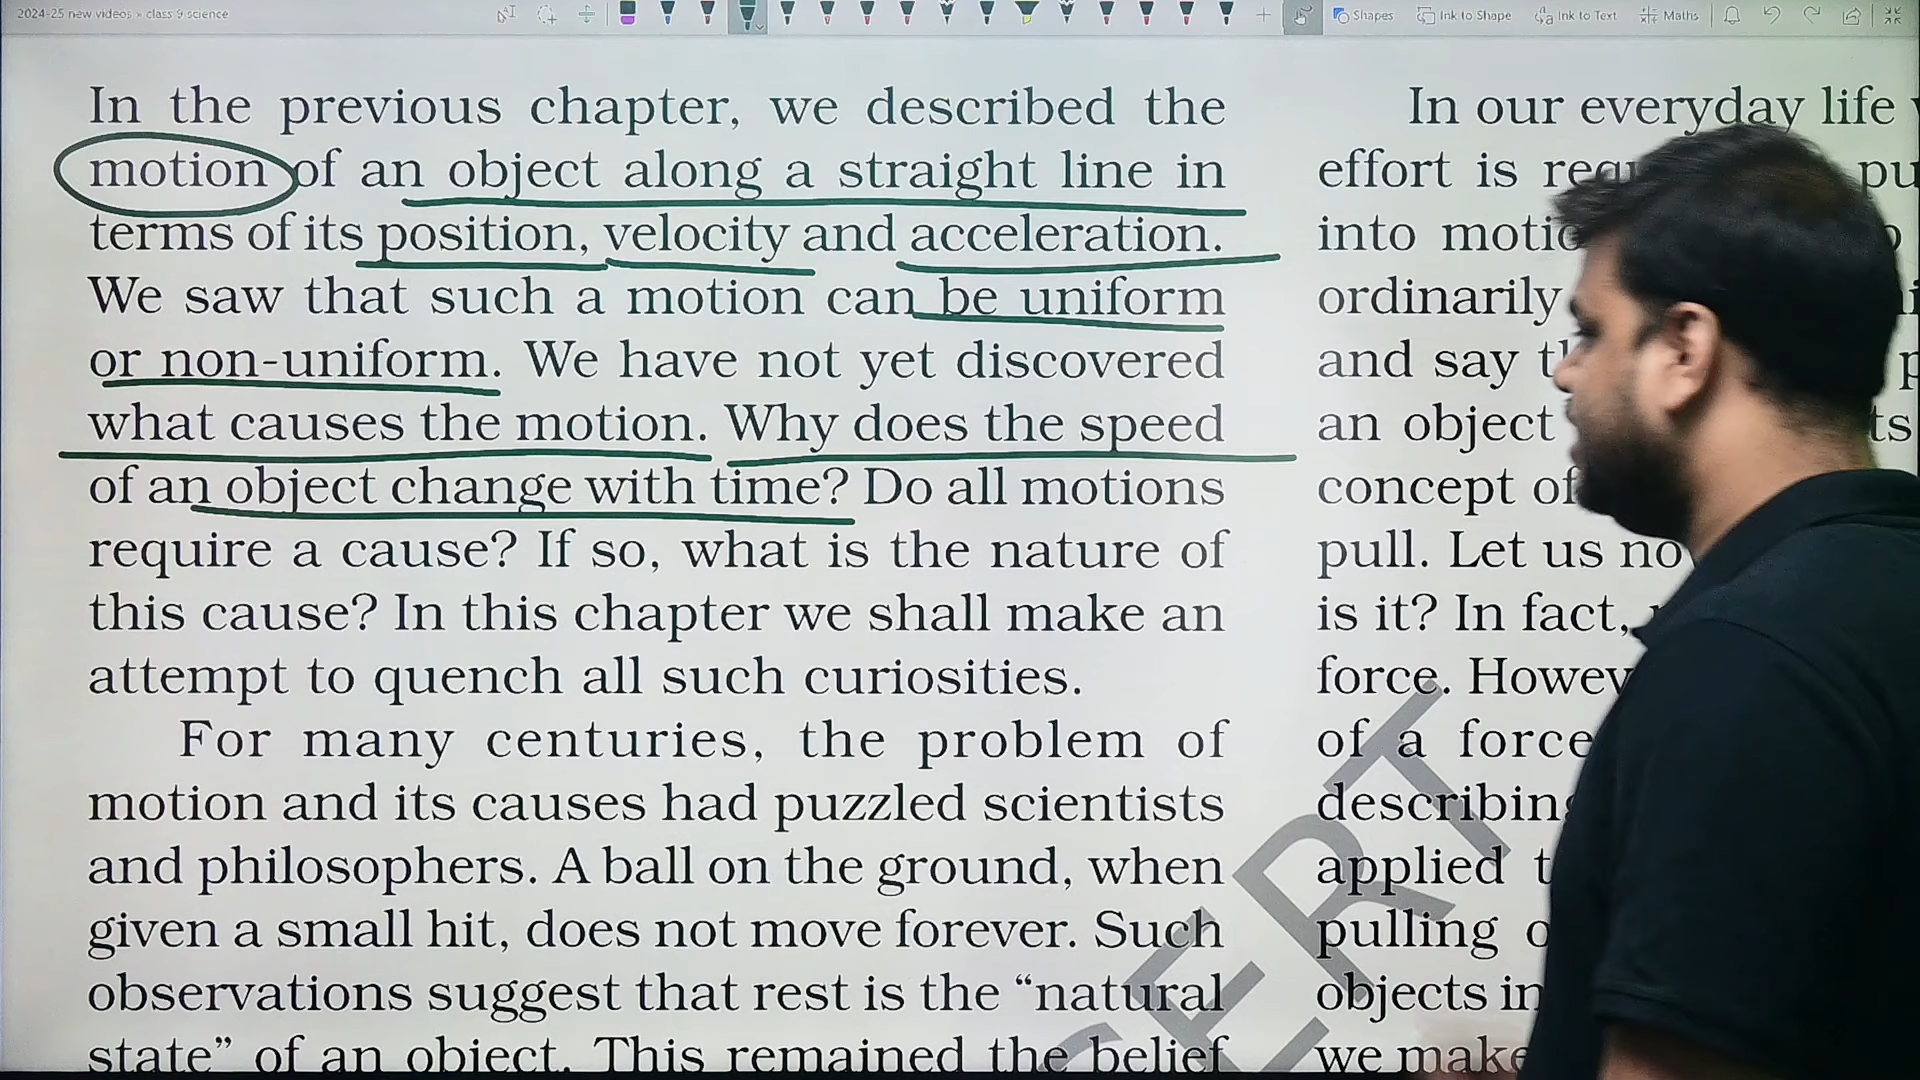 2024-25 new videos » class 9 science
Shapes
Ink to Shape
Ink to Text
Maths
In the previous chapter, we described the
motion of an object along a straight line in
terms of its position, velocity and acceleration.
We saw that such a motion can be uniform
or non-uniform. We have not yet discovered
what causes the motion. Why does the speed
of an object change with time? Do all motions
require a cause? If so, what is the nature of
this cause? In this chapter we shall make an
attempt to quench all such curiosities.
For many centuries, the problem of
motion and its causes had puzzled scientists
and philosophers. A ball on the ground, when
given a small hit, does not move forever. Such
observations suggest that rest is the “natural
state” of an object. This remained the belief
In our everyday life
effort is
into
ordinarily
and say
an object
concept of
pull. Let us
is it? In fact,
force.
of a force
describing
applied
pulling
objects in
we make